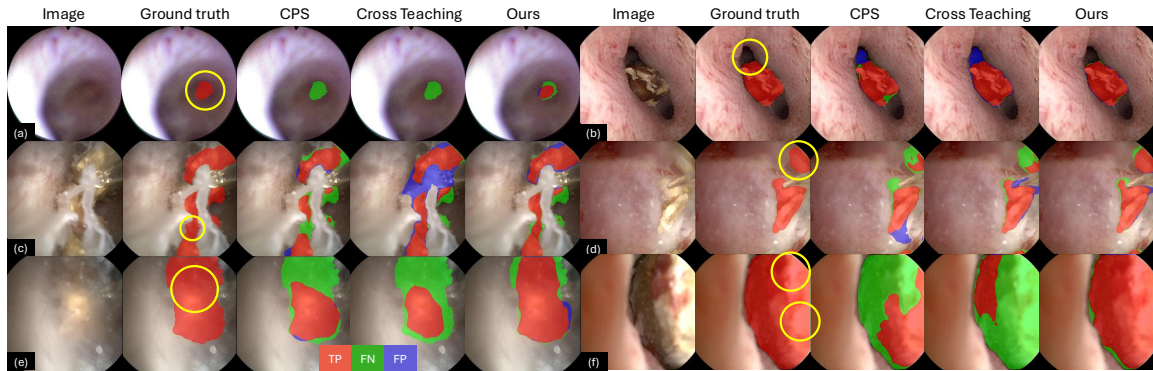 Image Ground truth CPS Cross Teaching Ours Image Ground truth CPS Cross Teaching Ours
(a) (b)
(c) (d)
(e) TP FN FP (f)